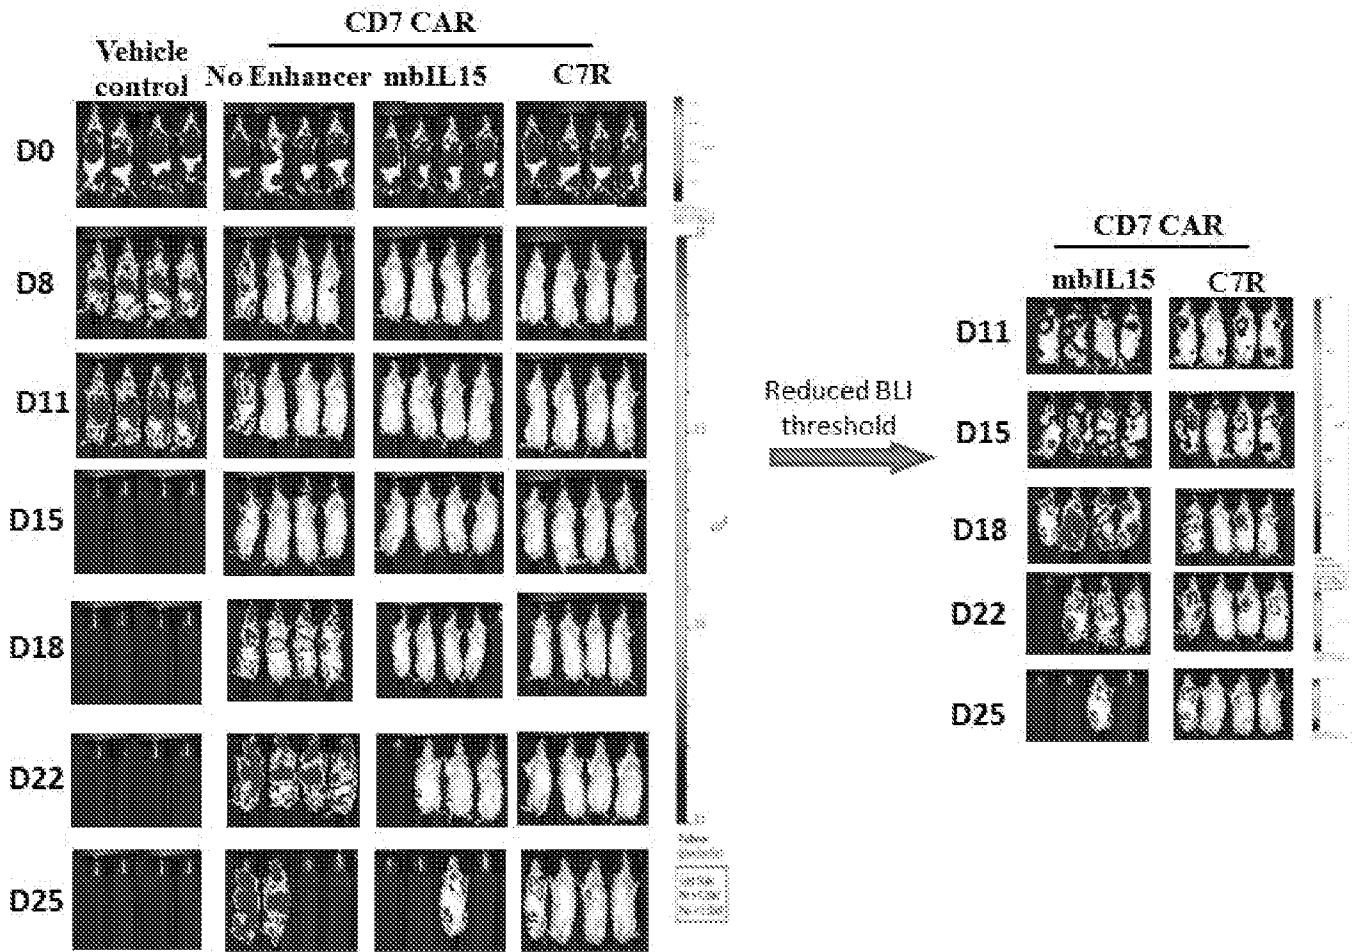 CD7 CAR
Vehicle
control
No Enhancer mbIL15 C7R
D0
D8
D11
D15
D18
D22
D25
Reduced BLI
threshold
CD7 CAR
mbIL15 C7R
D11
D15
D18
D22
D25